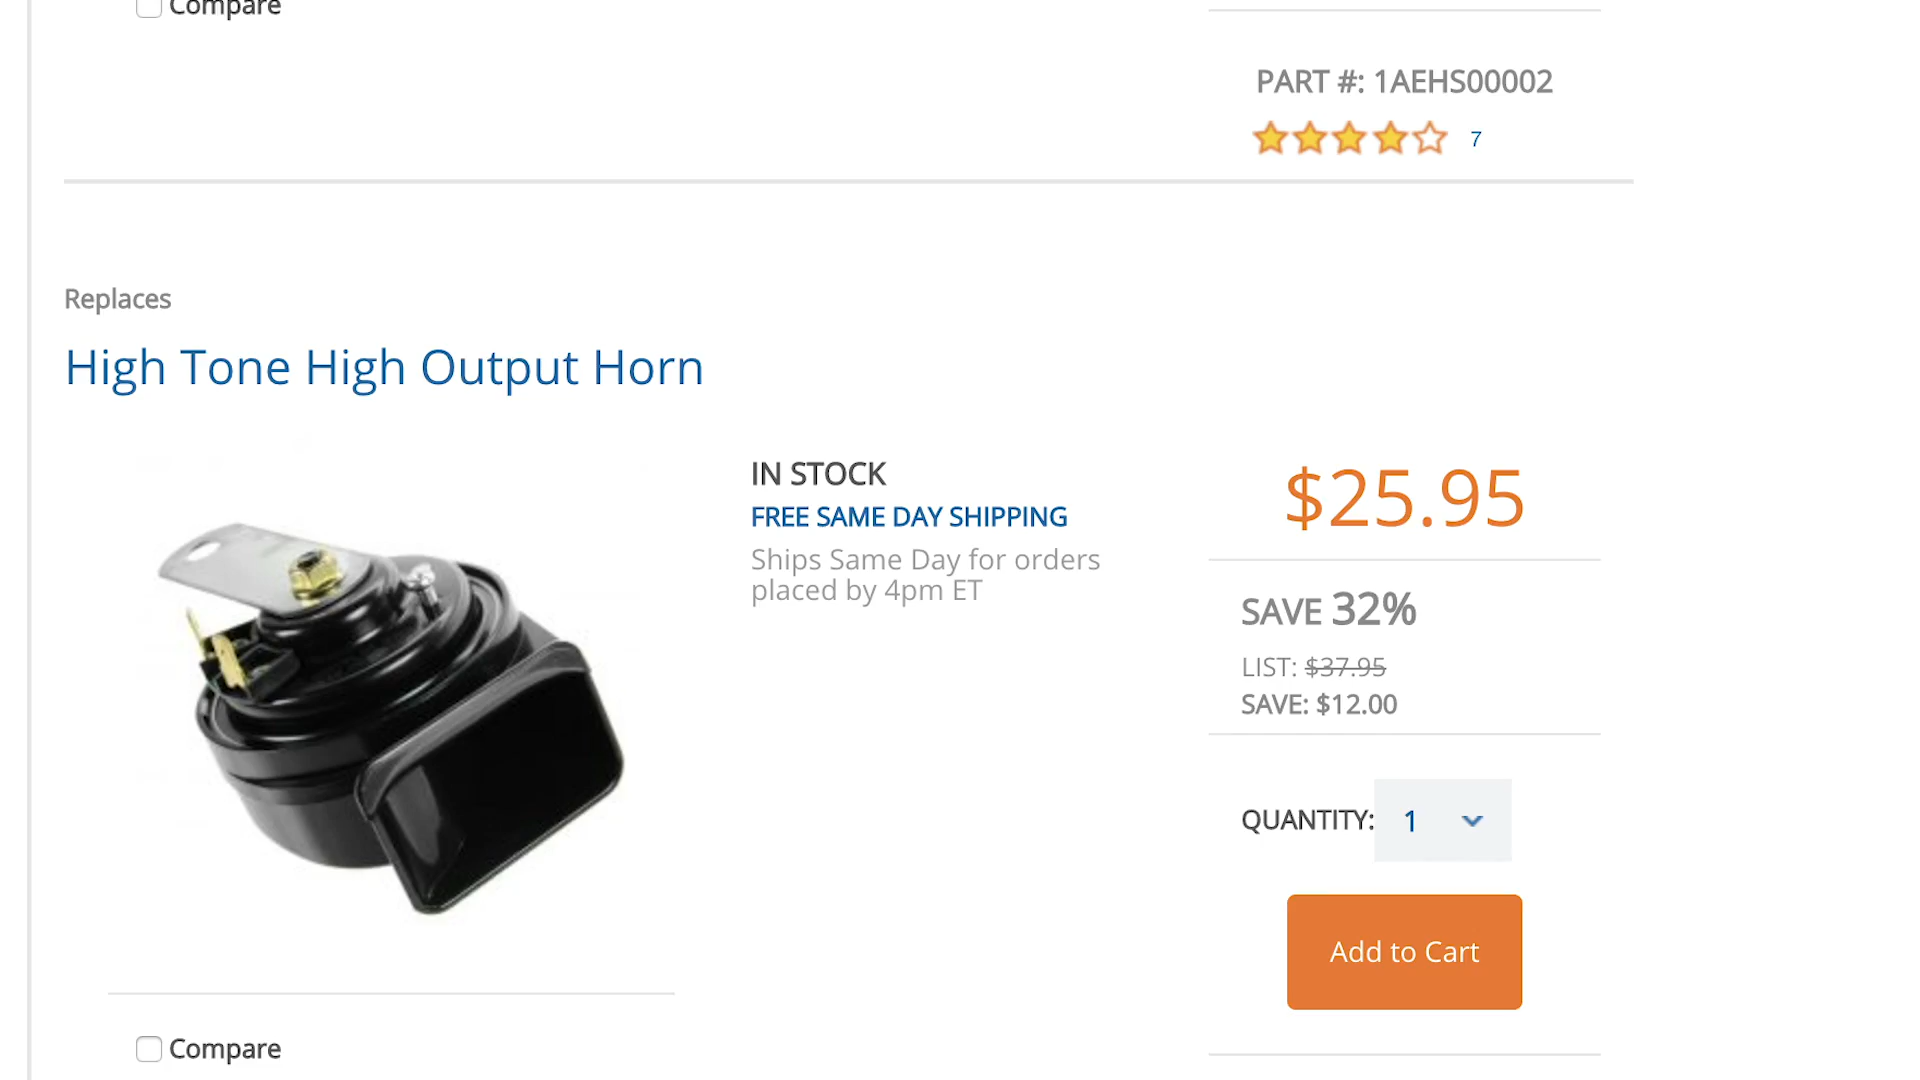 Compare
PART #: 1AEHS00002
7
Replaces
High Tone High Output Horn
IN STOCK
FREE SAME DAY SHIPPING
Ships Same Day for orders
placed by 4pm ET
$25.95
SAVE 32%
LIST: $37.95
SAVE: $12.00
QUANTITY: 1
Add to Cart
Compare